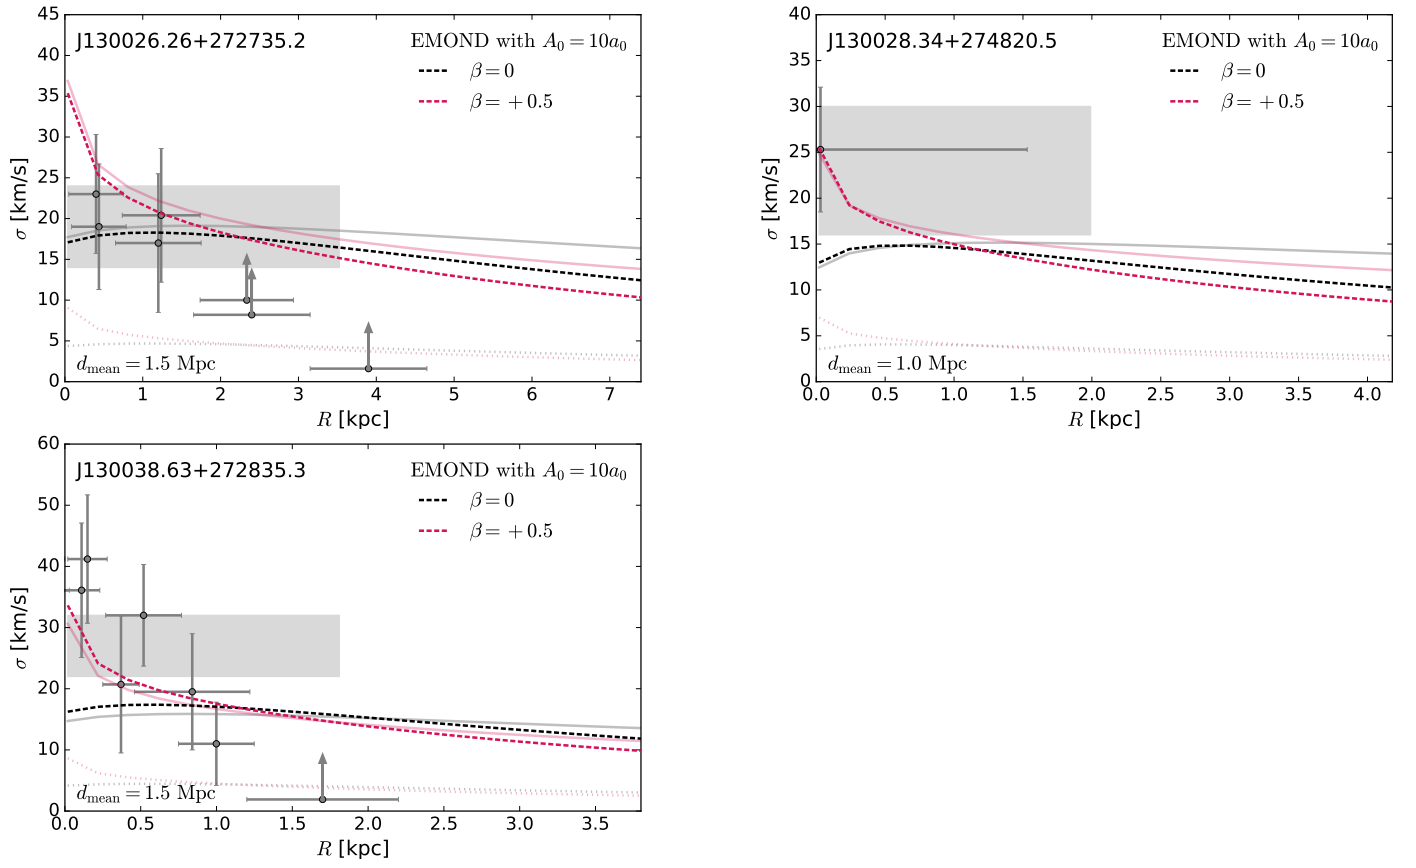 J130026.26+272735.2
EMOND with A₀ = 10a₀
β = 0
β = +0.5
d_mean = 1.5 Mpc
σ [km/s]
45
40
35
30
25
20
15
10
5
0
0 1 2 3 4 5 6 7
R [kpc]
J130028.34+274820.5
EMOND with A₀ = 10a₀
β = 0
β = +0.5
d_mean = 1.0 Mpc
σ [km/s]
40
35
30
25
20
15
10
5
0
0.0 0.5 1.0 1.5 2.0 2.5 3.0 3.5 4.0
R [kpc]
J130038.63+272835.3
EMOND with A₀ = 10a₀
β = 0
β = +0.5
d_mean = 1.5 Mpc
σ [km/s]
60
50
40
30
20
10
0
0.0 0.5 1.0 1.5 2.0 2.5 3.0 3.5
R [kpc]